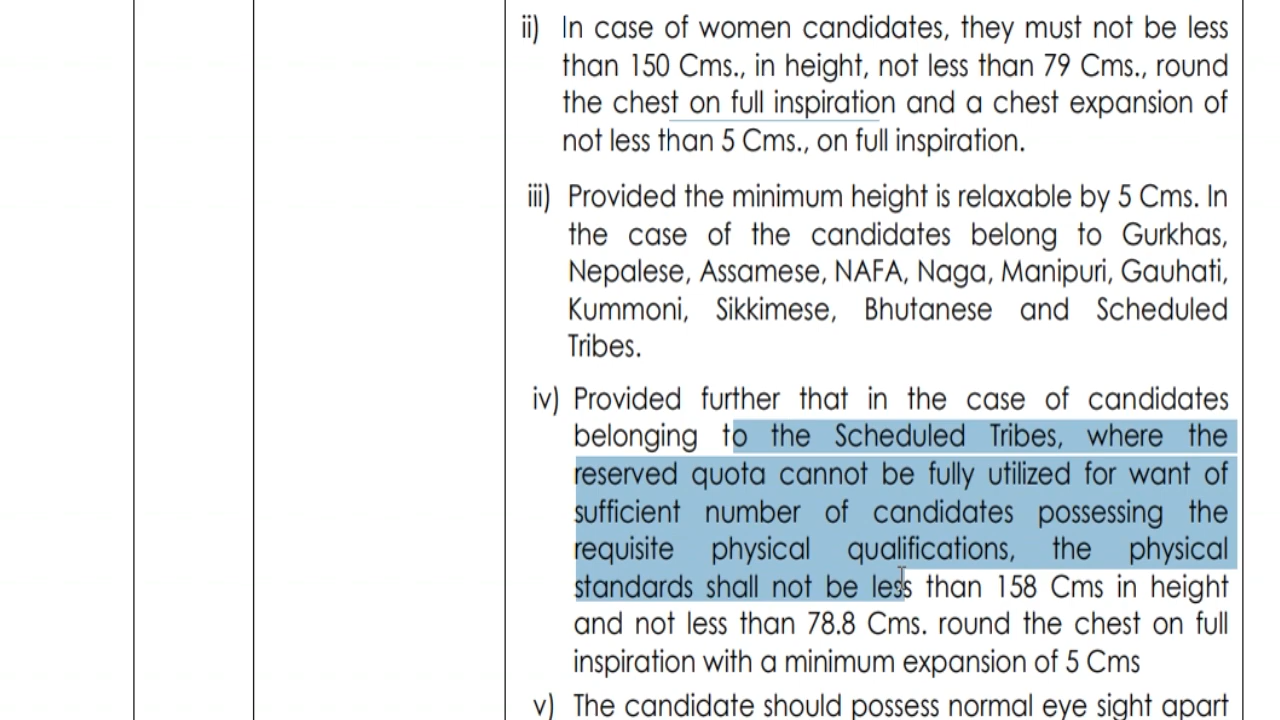 ii) In case of women candidates, they must not be less
than 150 Cms., in height, not less than 79 Cms., round
the chest on full inspiration and a chest expansion of
not less than 5 Cms., on full inspiration.
iii) Provided the minimum height is relaxable by 5 Cms. In
the case of the candidates belong to Gurkhas,
Nepalese, Assamese, NAFA, Naga, Manipuri, Gauhati,
Kummoni, Sikkimese, Bhutanese and Scheduled
Tribes.
iv) Provided further that in the case of candidates
belonging to the Scheduled Tribes, where the
reserved quota cannot be fully utilized for want of
sufficient number of candidates possessing the
requisite physical qualifications, the physical
standards shall not be less than 158 Cms in height
and not less than 78.8 Cms. round the chest on full
inspiration with a minimum expansion of 5 Cms
v) The candidate should possess normal eye sight apart